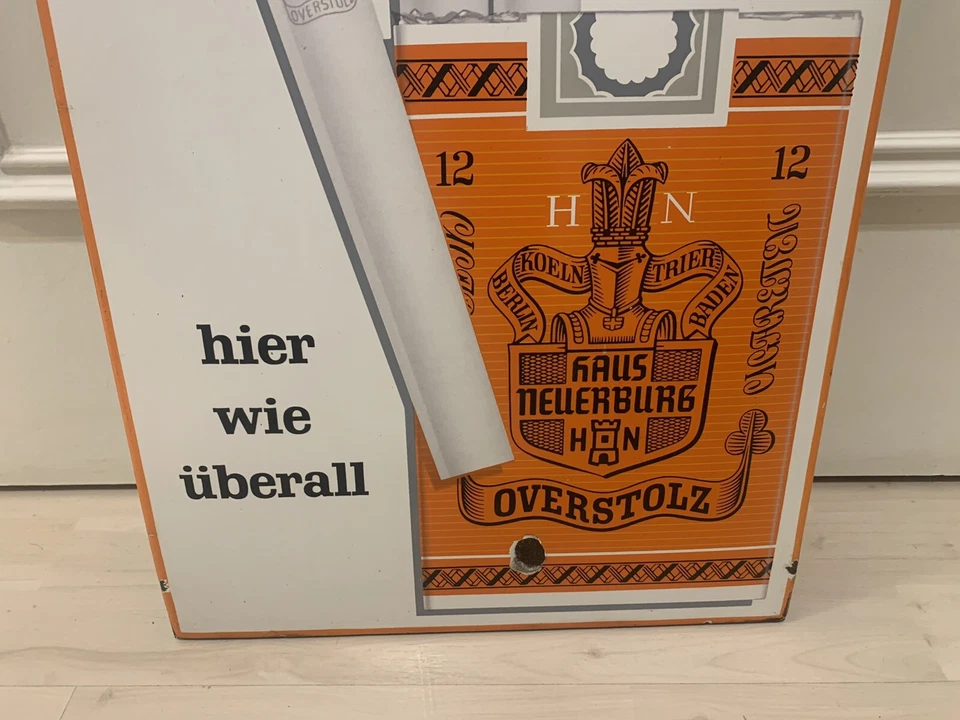 OVERSTOLZ
12
12
H N
KOELN
TRIER
BERLIN
BADEN
HAUS
NEUERBURG
H N
OVERSTOLZ
hier
wie
überall